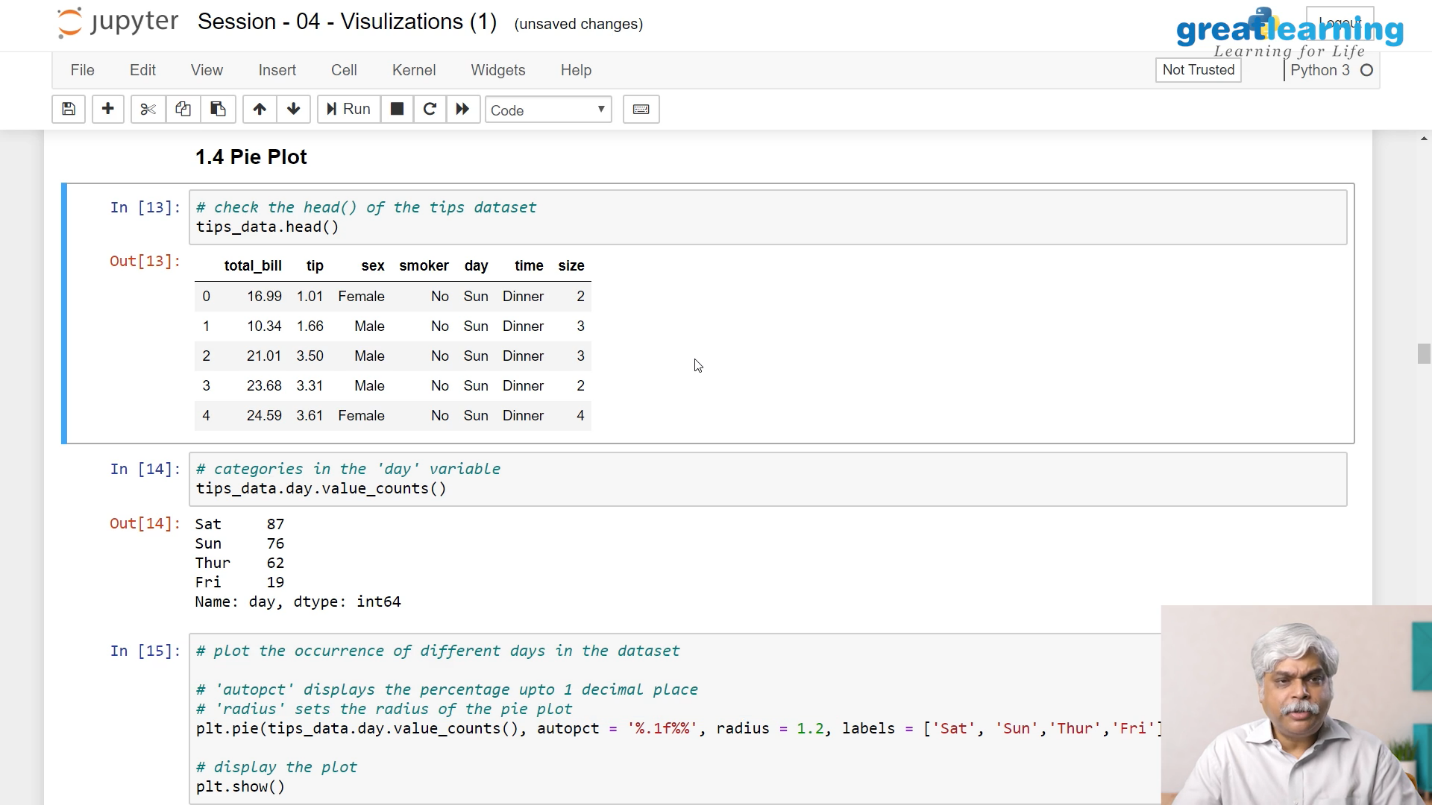 jupyter Session - 04 - Visulizations (1) (unsaved changes)
greatlearning
Learning for Life
File Edit View Insert Cell Kernel Widgets Help Not Trusted Python 3
Run Code
1.4 Pie Plot
In [13]: # check the head() of the tips dataset
tips_data.head()
Out[13]: total_bill tip sex smoker day time size
0 16.99 1.01 Female No Sun Dinner 2
1 10.34 1.66 Male No Sun Dinner 3
2 21.01 3.50 Male No Sun Dinner 3
3 23.68 3.31 Male No Sun Dinner 2
4 24.59 3.61 Female No Sun Dinner 4
In [14]: # categories in the 'day' variable
tips_data.day.value_counts()
Out[14]: Sat 87
Sun 76
Thur 62
Fri 19
Name: day, dtype: int64
In [15]: # plot the occurrence of different days in the dataset
# 'autopct' displays the percentage upto 1 decimal place
# 'radius' sets the radius of the pie plot
plt.pie(tips_data.day.value_counts(), autopct = '%.1f%%', radius = 1.2, labels = ['Sat', 'Sun','Thur','Fri']
# display the plot
plt.show()